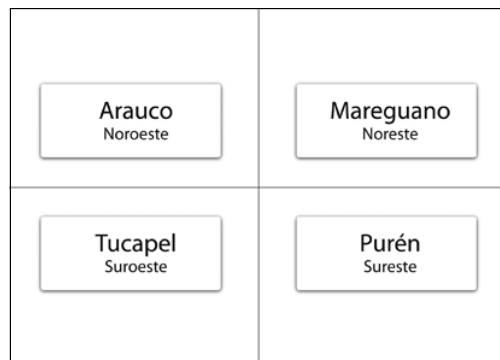 Arauco
Noroeste
Mareguano
Noreste
Tucapel
Suroeste
Purén
Sureste